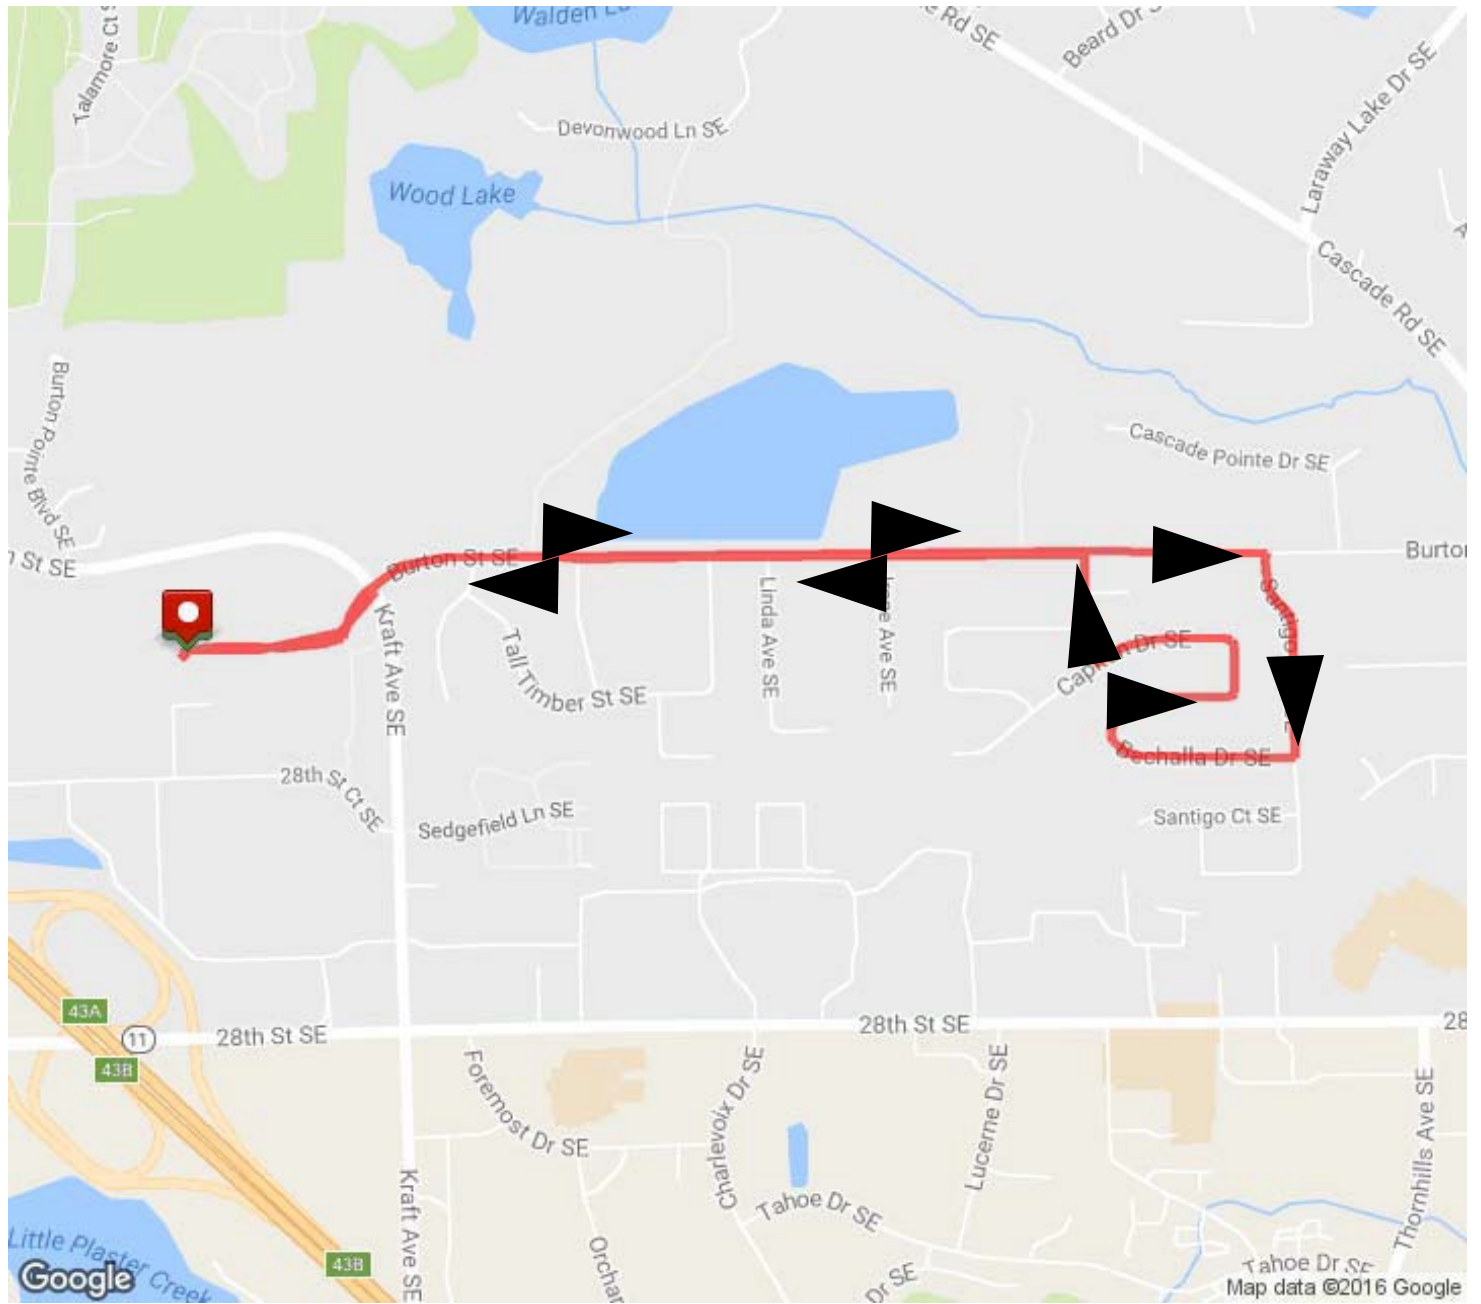 Walden
Talamore Ct S
Rd SE
Beard Dr
Laraway Lake Dr SE
Devonwood Ln SE
Wood Lake
Cascade Rd SE
Burton Pointe Blvd SE
Cascade Pointe Dr SE
St SE
Burton St SE
Burton
Kraft Ave SE
Tall Timber St SE
Linda Ave SE
Ave SE
Dr SE
Santigo
Bechalla Dr SE
28th St Ct SE
Sedgefield Ln SE
Santigo Ct SE
43A
11
28th St SE
28th St SE
28
43B
Foremost Dr SE
Charlevoix Dr SE
Lucerne Dr SE
Thornhills Ave SE
Kraft Ave SE
Tahoe Dr SE
Little Plaster Creek
43B
Orchar
Dr SE
Tahoe Dr SE
Google
Map data ©2016 Google